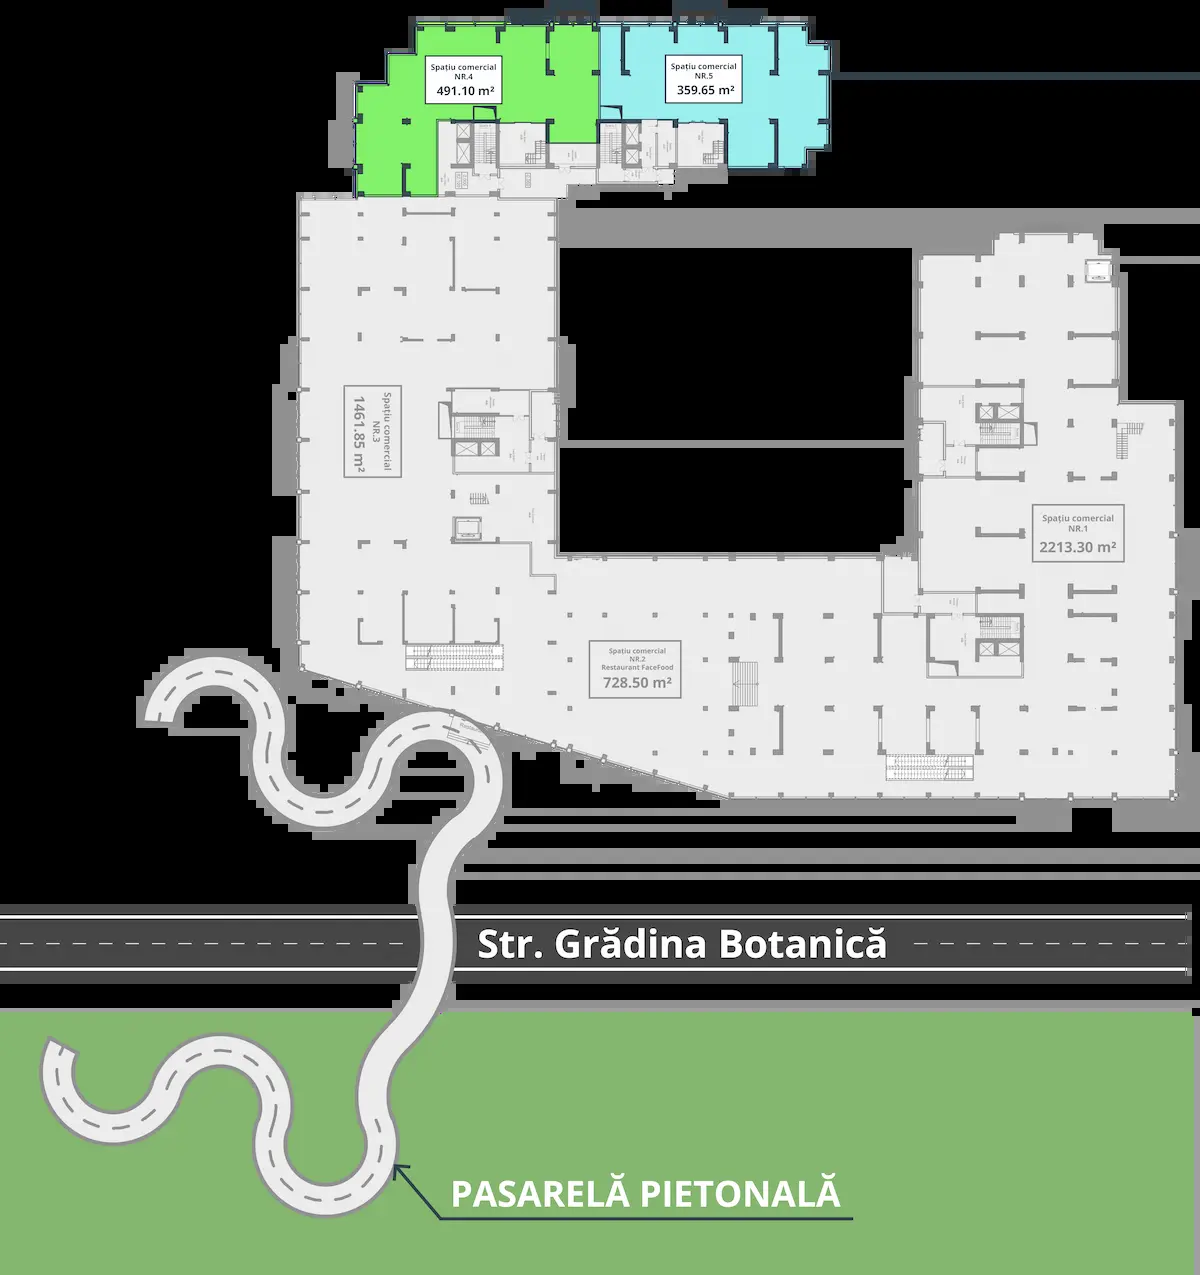 Spațiu comercial
NR.4
491.10 m²
Spațiu comercial
NR.5
359.65 m²
Spațiu comercial
NR.3
1461.85 m²
Spațiu comercial
NR.1
2213.30 m²
Spațiu comercial
NR.2
Restaurant FaceFood
728.50 m²
Str. Grădina Botanică
PASARELĂ PIETONALĂ